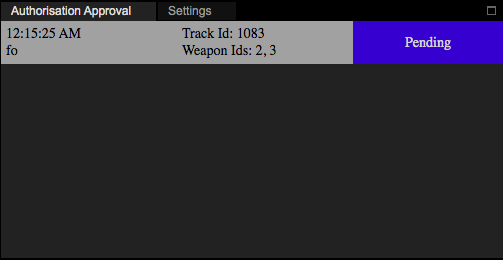 Authorisation Approval Settings
12:15:25 AM Track Id: 1083
fo Weapon Ids: 2, 3
Pending